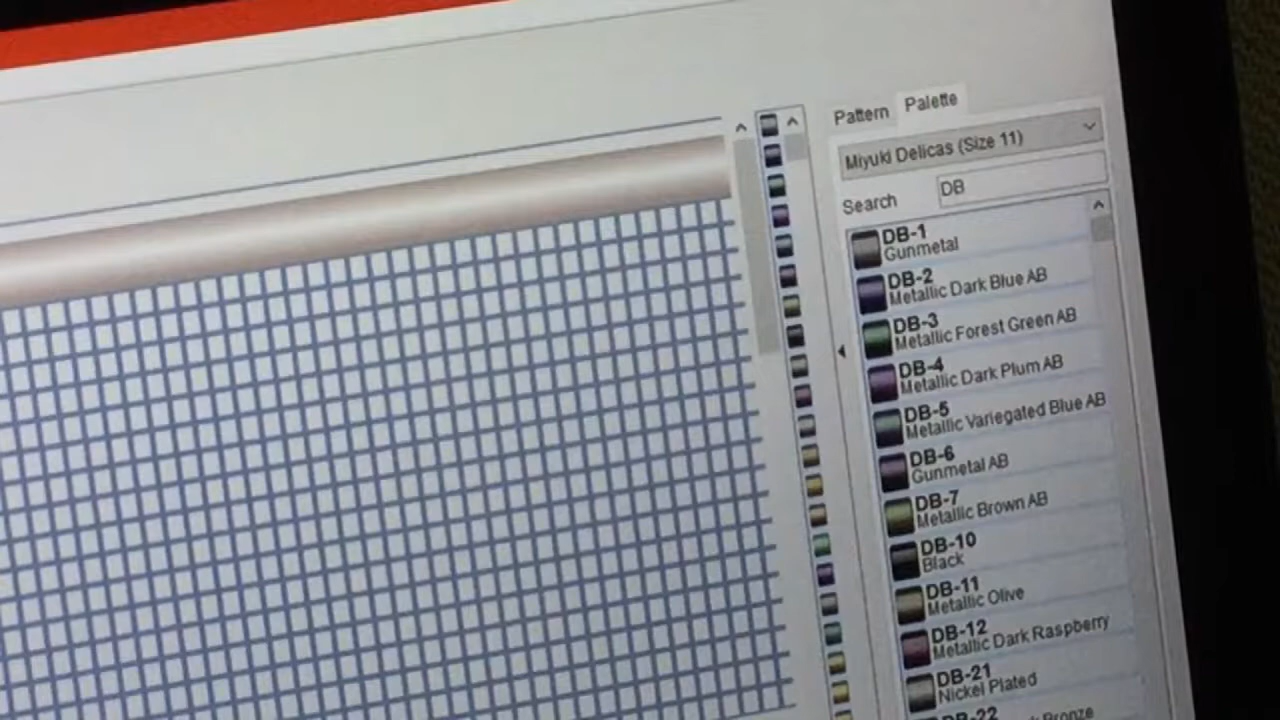 Pattern Palette
Miyuki Delicas (Size 11)
Search DB
DB-1
Gunmetal
DB-2
Metallic Dark Blue AB
DB-3
Metallic Forest Green AB
DB-4
Metallic Dark Plum AB
DB-5
Metallic Variegated Blue AB
DB-6
Gunmetal AB
DB-7
Metallic Brown AB
DB-10
Black
DB-11
Metallic Olive
DB-12
Metallic Dark Raspberry
DB-21
Nickel Plated
DB-22
Bronze